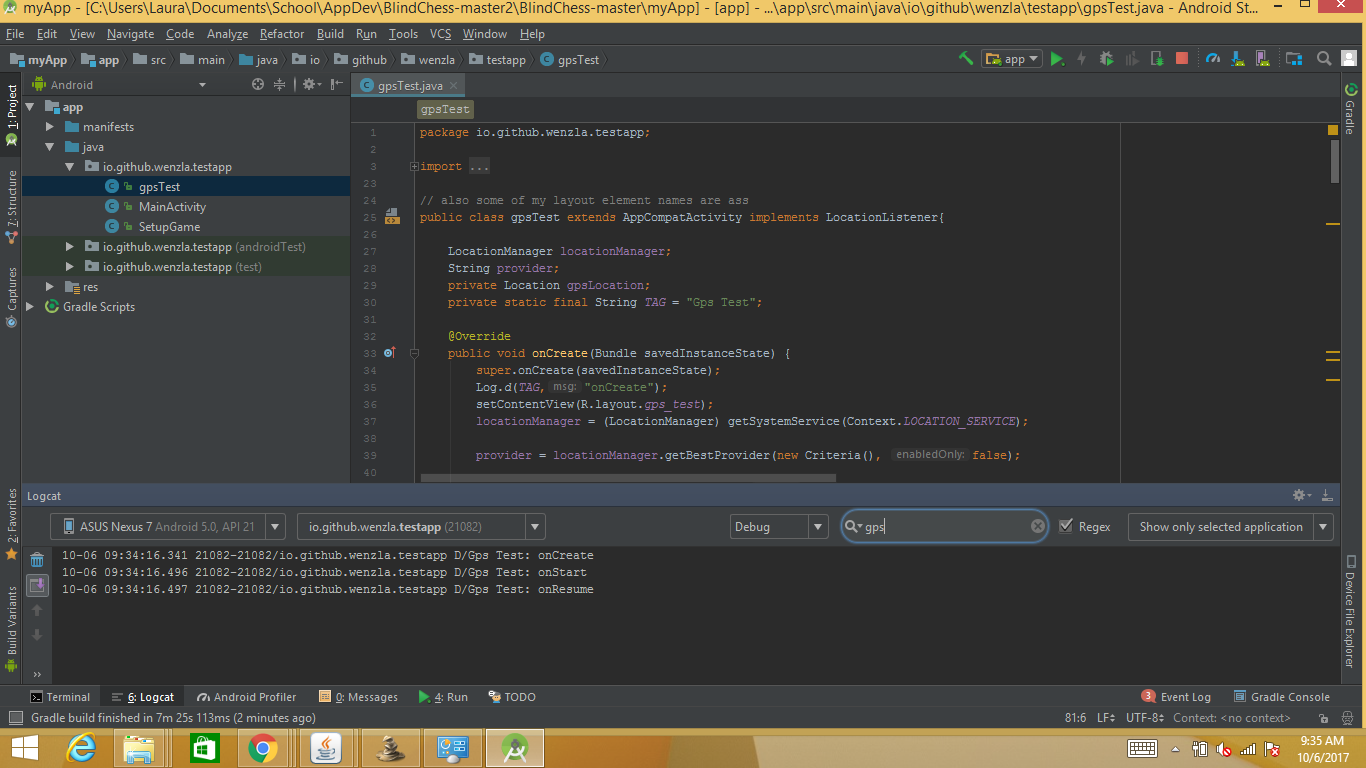 myApp - [C:\Users\Laura\Documents\School\AppDev\BlindChess-master2\BlindChess-master\myApp] - [app] - ...\app\src\main\java\io\github\wenzla\testapp\gpsTest.java - Android St...
File Edit View Navigate Code Analyze Refactor Build Run Tools VCS Window Help
myApp app src main java io github wenzla testapp gpsTest
app
1: Project
7: Structure
Captures
2: Favorites
Build Variants
Android
app
manifests
java
io.github.wenzla.testapp
gpsTest
MainActivity
SetupGame
io.github.wenzla.testapp (androidTest)
io.github.wenzla.testapp (test)
res
Gradle Scripts
gpsTest.java
gpsTest
1 package io.github.wenzla.testapp;
2
3 import ...
23
24 // also some of my layout element names are ass
25 public class gpsTest extends AppCompatActivity implements LocationListener{
26
27 LocationManager locationManager;
28 String provider;
29 private Location gpsLocation;
30 private static final String TAG = "Gps Test";
31
32 @Override
33 public void onCreate(Bundle savedInstanceState) {
34 super.onCreate(savedInstanceState);
35 Log.d(TAG, msg: "onCreate");
36 setContentView(R.layout.gps_test);
37 locationManager = (LocationManager) getSystemService(Context.LOCATION_SERVICE);
38
39 provider = locationManager.getBestProvider(new Criteria(), enabledOnly: false);
40
Gradle
Device File Explorer
Logcat
ASUS Nexus 7 Android 5.0, API 21
io.github.wenzla.testapp (21082)
Debug
gps
Regex
Show only selected application
10-06 09:34:16.341 21082-21082/io.github.wenzla.testapp D/Gps Test: onCreate
10-06 09:34:16.496 21082-21082/io.github.wenzla.testapp D/Gps Test: onStart
10-06 09:34:16.497 21082-21082/io.github.wenzla.testapp D/Gps Test: onResume
Terminal 6: Logcat Android Profiler 0: Messages 4: Run TODO 3 Event Log Gradle Console
Gradle build finished in 7m 25s 113ms (2 minutes ago) 81:6 LF UTF-8 Context: <no context>
9:35 AM
10/6/2017